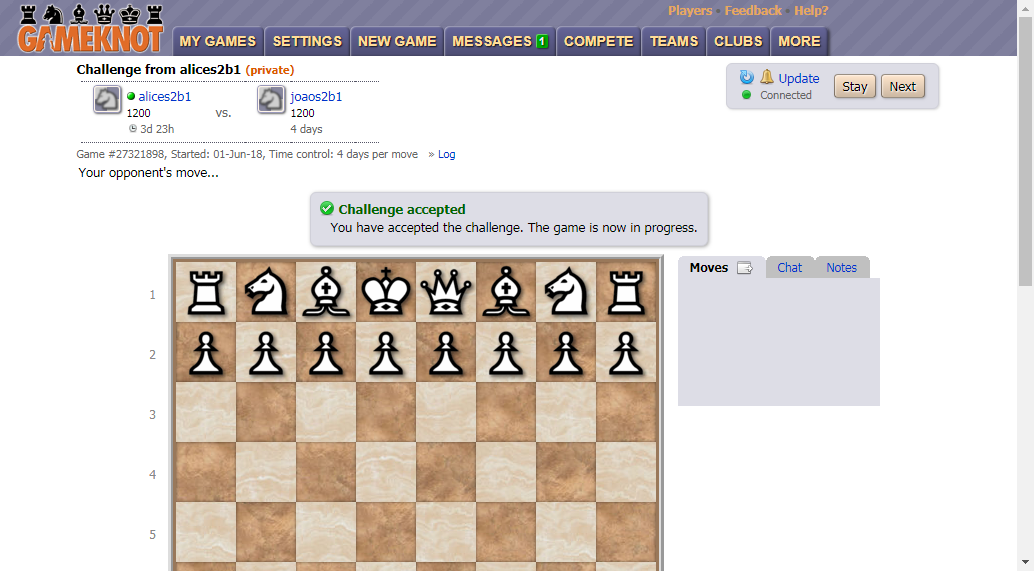 Players • Feedback • Help?
GAMEKNOT
MY GAMES SETTINGS NEW GAME MESSAGES 1 COMPETE TEAMS CLUBS MORE
Challenge from alices2b1 (private)
alices2b1 vs. joaos2b1
1200 1200
3d 23h 4 days
Update
Connected
Stay Next
Game #27321898, Started: 01-Jun-18, Time control: 4 days per move » Log
Your opponent's move...
Challenge accepted
You have accepted the challenge. The game is now in progress.
Moves Chat Notes
1
2
3
4
5